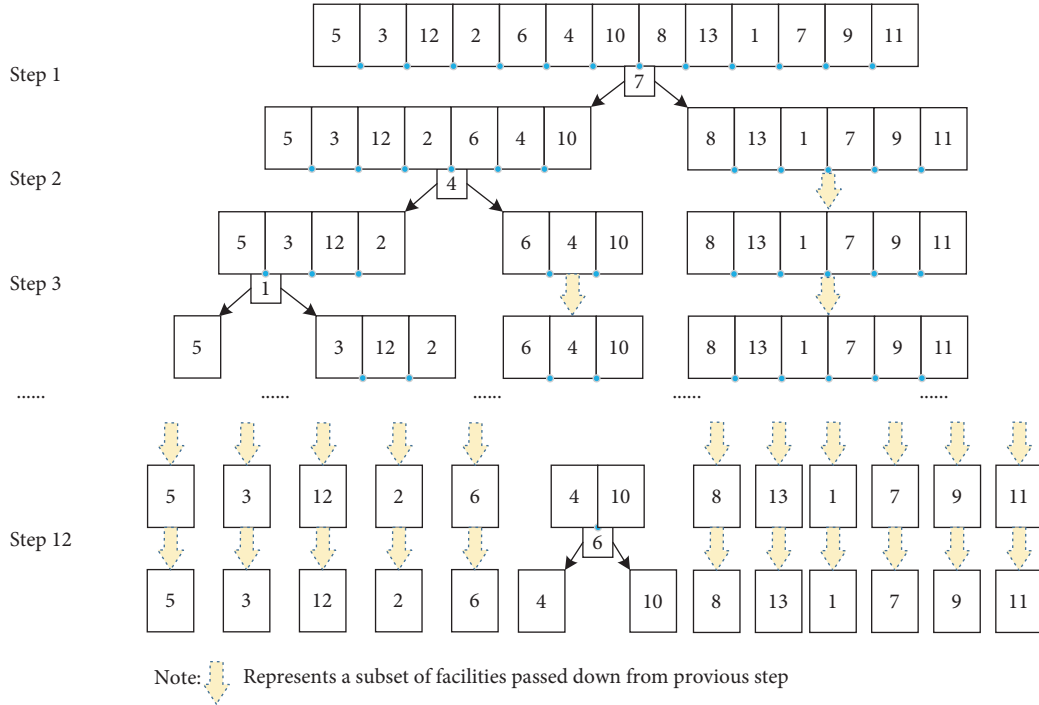 5 3 12 2 6 4 10 8 13 1 7 9 11
Step 1
7
5 3 12 2 6 4 10 8 13 1 7 9 11
Step 2
4
5 3 12 2 6 4 10 8 13 1 7 9 11
Step 3
1
5 3 12 2 6 4 10 8 13 1 7 9 11
...... ...... ...... ...... ......
5 3 12 2 6 4 10 8 13 1 7 9 11
Step 12
6
5 3 12 2 6 4 10 8 13 1 7 9 11
Note: Represents a subset of facilities passed down from provious step